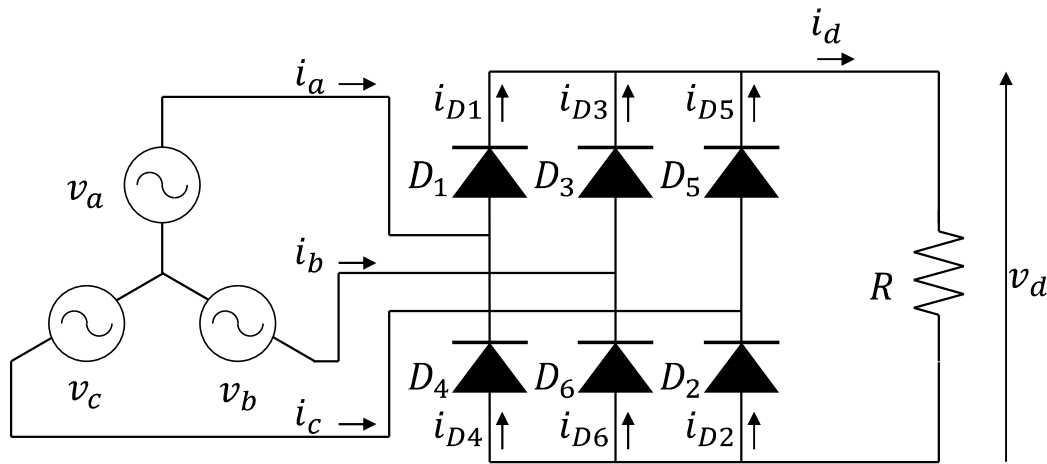 i_d
i_a
i_D1 i_D3 i_D5
v_a
D_1 D_3 D_5
i_b
R
v_d
v_c
v_b
D_4 D_6 D_2
i_c
i_D4 i_D6 i_D2